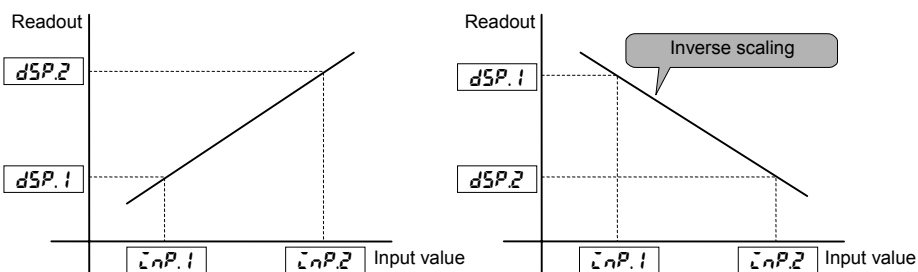 Readout
dSP.2
dSP.1
inP.1
inP.2
Input value
Readout
Inverse scaling
dSP.1
dSP.2
inP.1
inP.2
Input value